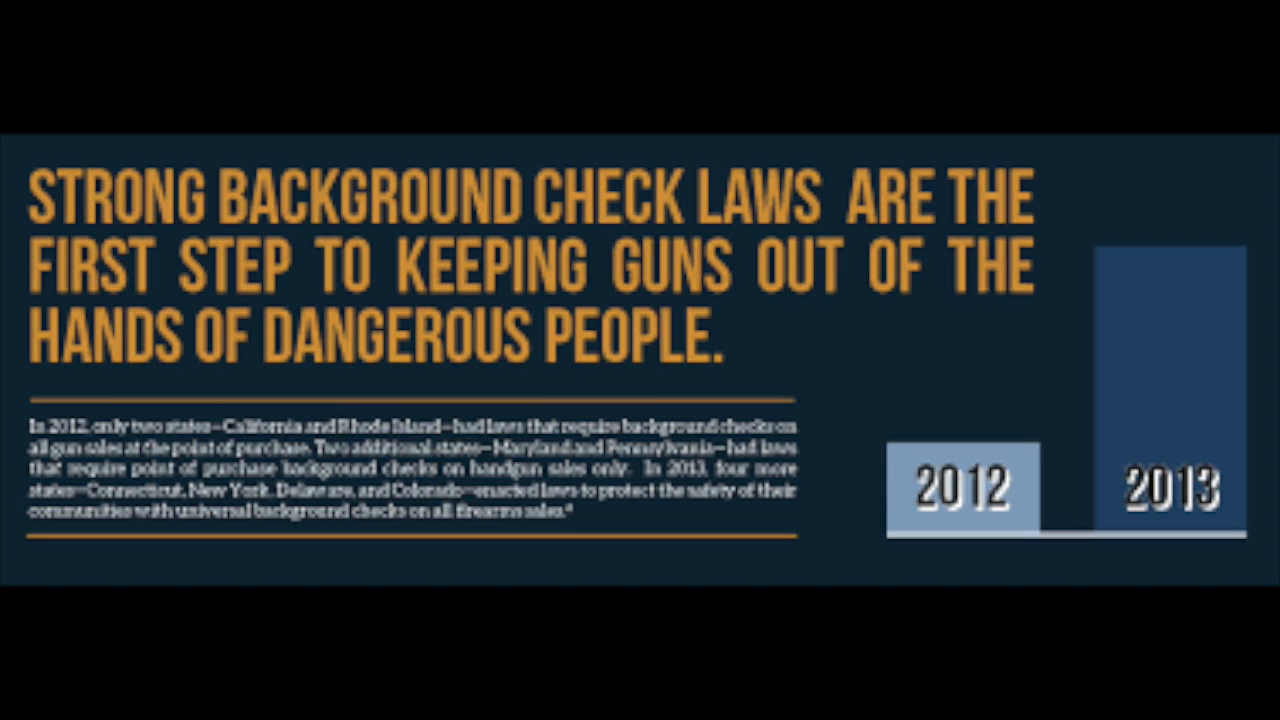 STRONG BACKGROUND CHECK LAWS ARE THE
FIRST STEP TO KEEPING GUNS OUT OF THE
HANDS OF DANGEROUS PEOPLE.
In 2012, only two states—California and Rhode Island—had laws that require background checks on
all gun sales at the point of purchase. Two additional states—Maryland and Pennsylvania—had laws
that require point of purchase background checks on handgun sales only. In 2013, four more
states—Connecticut, New York, Delaware, and Colorado—enacted laws to protect the safety of their
communities with universal background checks on all firearms sales.*
2012
2013